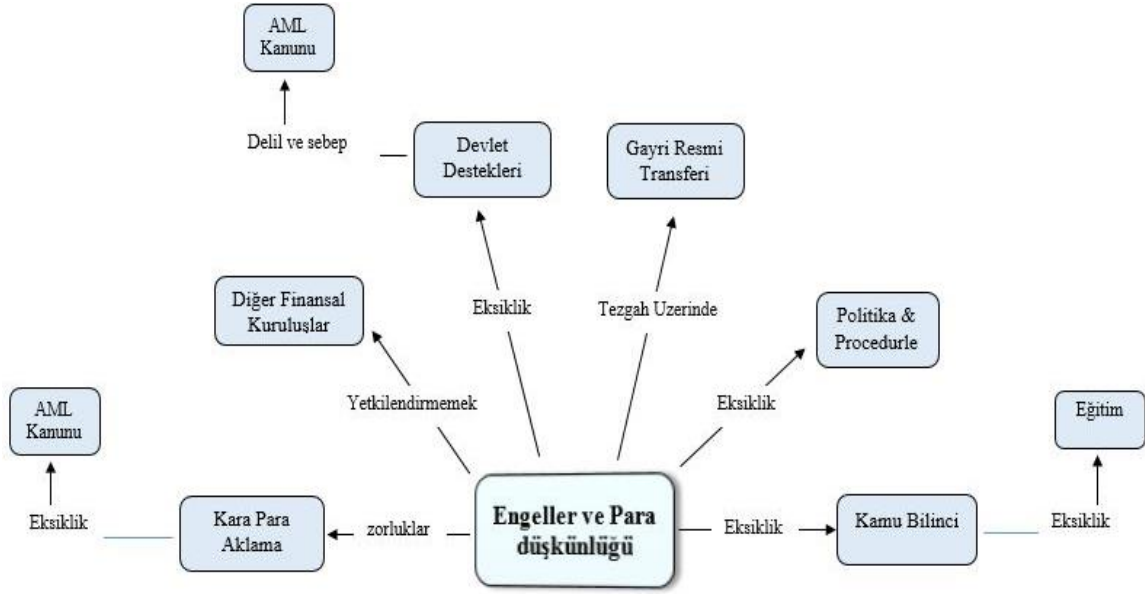 AML
Kanunu
Delil ve sebep
Devlet
Destekleri
Gayri Resmi
Transferi
Diğer Finansal
Kuruluşlar
Eksiklik
Tezgah Uzerinde
Politika &
Procedurle
AML
Kanunu
Yetkilendirmemek
Eksiklik
Eğitim
Eksiklik
Kara Para
Aklama
zorluklar
Engeller ve Para
düşkünlüğü
Eksiklik
Kamu Bilinci
Eksiklik